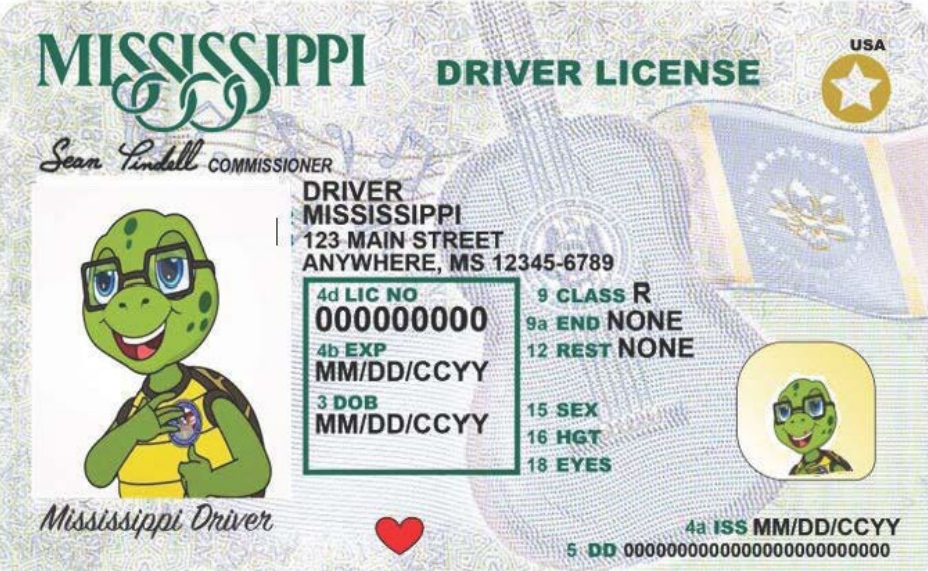 MISSISSIPPI
DRIVER LICENSE
USA
Sean Tindell COMMISSIONER
DRIVER
MISSISSIPPI
123 MAIN STREET
ANYWHERE, MS 12345-6789
4d LIC NO
000000000
4b EXP
MM/DD/CCYY
3 DOB
MM/DD/CCYY
9 CLASS R
9a END NONE
12 REST NONE
15 SEX
16 HGT
18 EYES
Mississippi Driver
4a ISS MM/DD/CCYY
5 DD 0000000000000000000000000